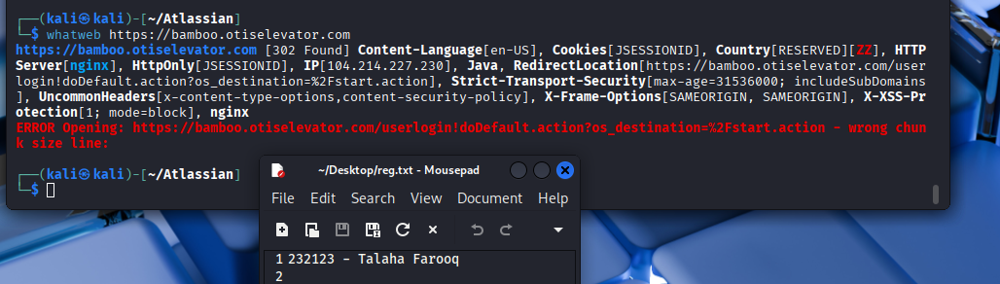 ┌──(kali㉿kali)-[~/Atlassian]
└─$ whatweb https://bamboo.otiselevator.com
https://bamboo.otiselevator.com [302 Found] Content-Language[en-US], Cookies[JSESSIONID], Country[RESERVED][ZZ], HTTP
Server[nginx], HttpOnly[JSESSIONID], IP[104.214.227.230], Java, RedirectLocation[https://bamboo.otiselevator.com/user
login!doDefault.action?os_destination=%2Fstart.action], Strict-Transport-Security[max-age=31536000; includeSubDomains
], UncommonHeaders[x-content-type-options,content-security-policy], X-Frame-Options[SAMEORIGIN, SAMEORIGIN], X-XSS-Pr
otection[1; mode=block], nginx
ERROR Opening: https://bamboo.otiselevator.com/userlogin!doDefault.action?os_destination=%2Fstart.action - wrong chun
k size line:
┌──(kali㉿kali)-[~/Atlassian]
└─$
~/Desktop/reg.txt - Mousepad
File Edit Search View Document Help
1 232123 - Talaha Farooq
2